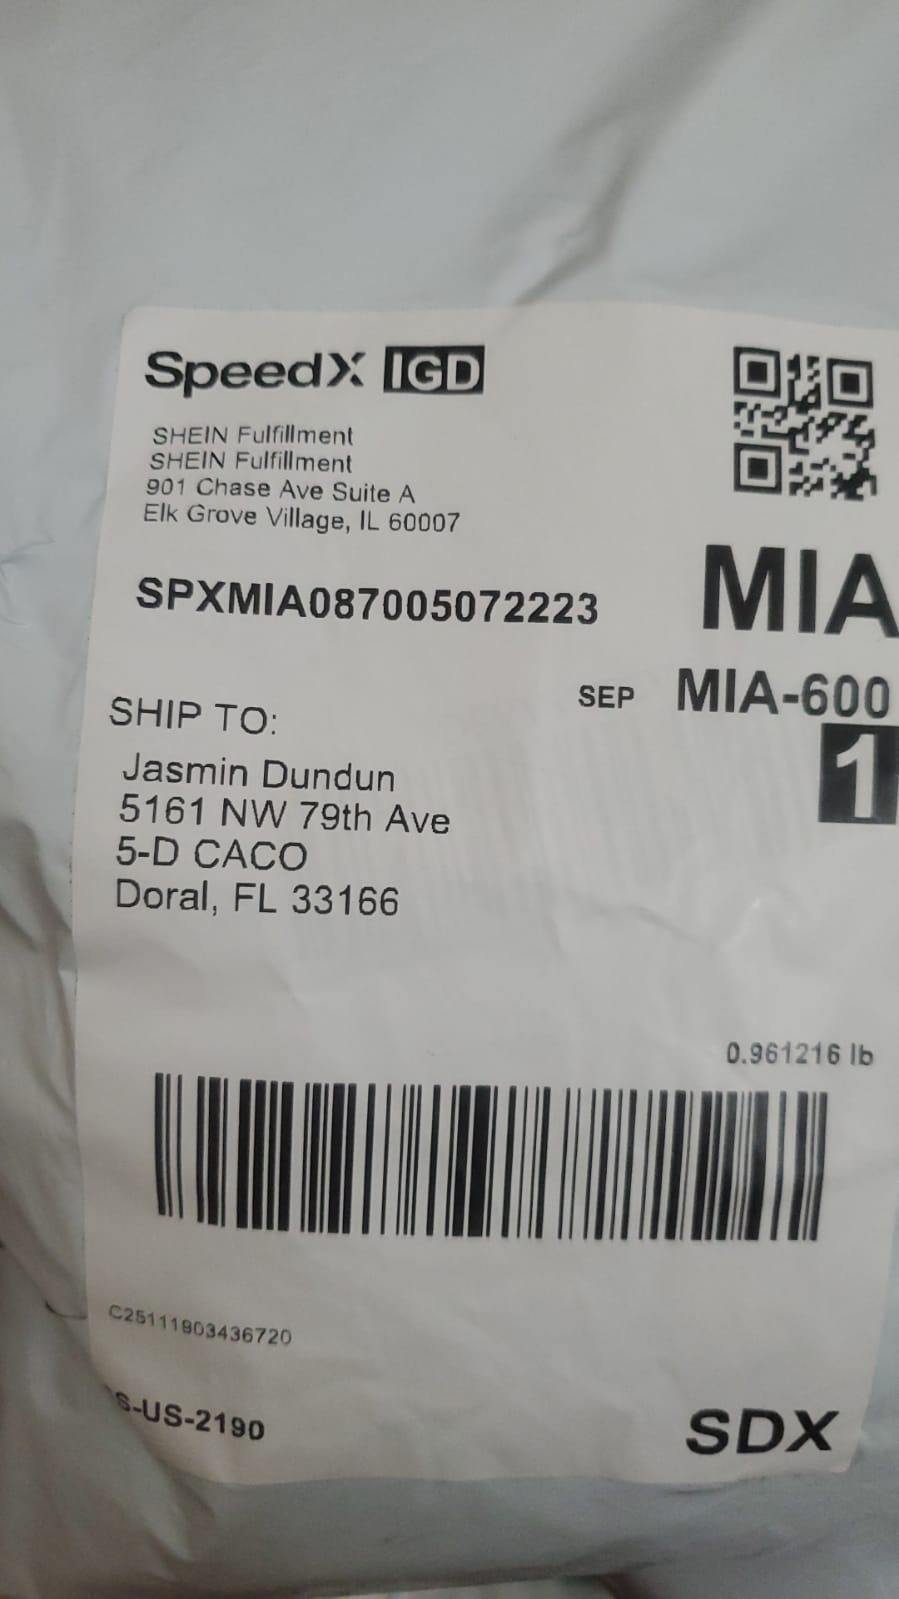 SpeedX IGD
SHEIN Fulfillment
SHEIN Fulfillment
901 Chase Ave Suite A
Elk Grove Village, IL 60007
SPXMIA087005072223
MIA
SEP MIA-600
1
SHIP TO:
Jasmin Dundun
5161 NW 79th Ave
5-D CACO
Doral, FL 33166
0.961216 lb
C25111803436720
S-US-2190
SDX